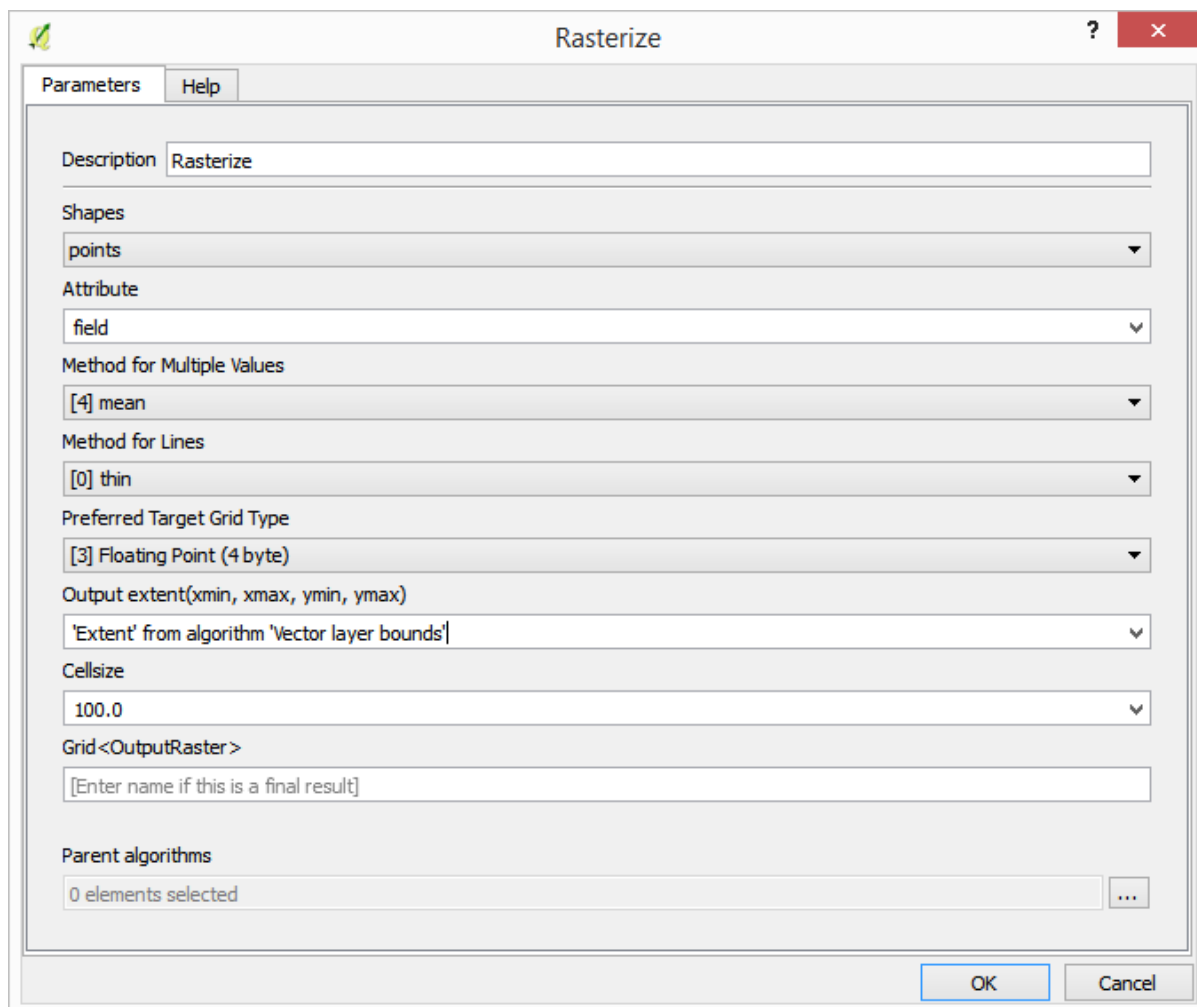 Rasterize
?
Parameters
Help
Description
Rasterize
Shapes
points
Attribute
field
Method for Multiple Values
[4] mean
Method for Lines
[0] thin
Preferred Target Grid Type
[3] Floating Point (4 byte)
Output extent(xmin, xmax, ymin, ymax)
'Extent' from algorithm 'Vector layer bounds'
Cellsize
100.0
Grid<OutputRaster>
[Enter name if this is a final result]
Parent algorithms
0 elements selected
...
OK
Cancel